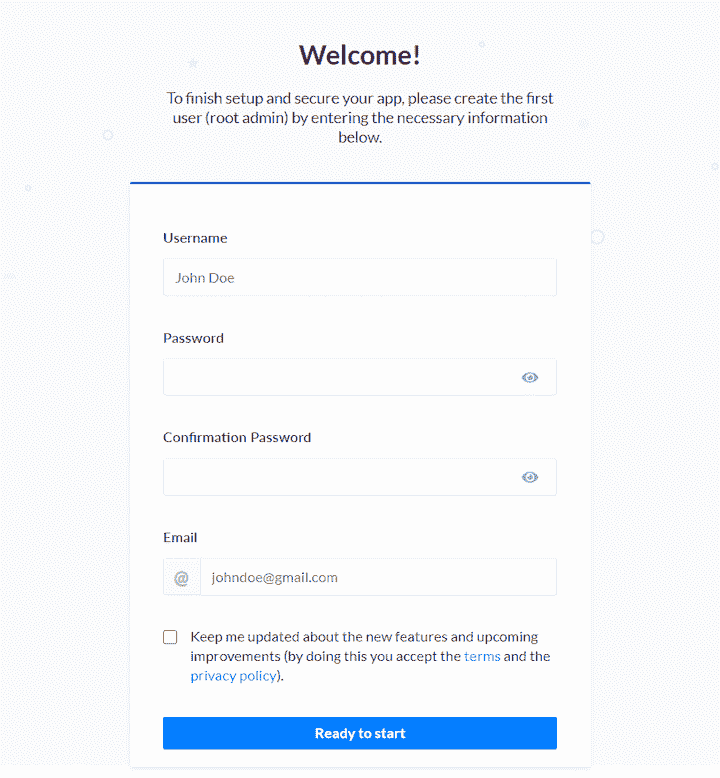 Welcome!
To finish setup and secure your app, please create the first
user (root admin) by entering the necessary information
below.
Username
John Doe
Password
Confirmation Password
Email
@ johndoe@gmail.com
Keep me updated about the new features and upcoming
improvements (by doing this you accept the terms and the
privacy policy).
Ready to start